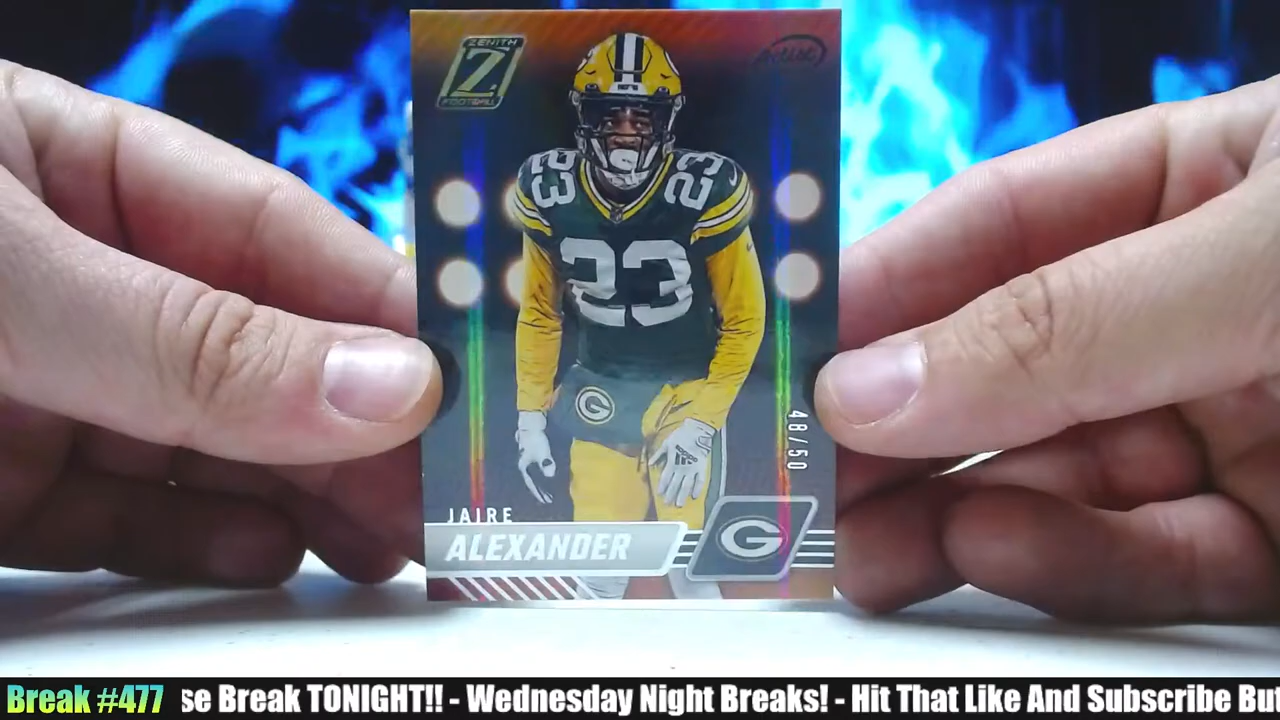 ZENITH
Z
FOOTBALL
Artist
23 23
23
G
48/50
JAIRE
ALEXANDER
G
Break #477 se Break TONIGHT!! - Wednesday Night Breaks! - Hit That Like And Subscribe But